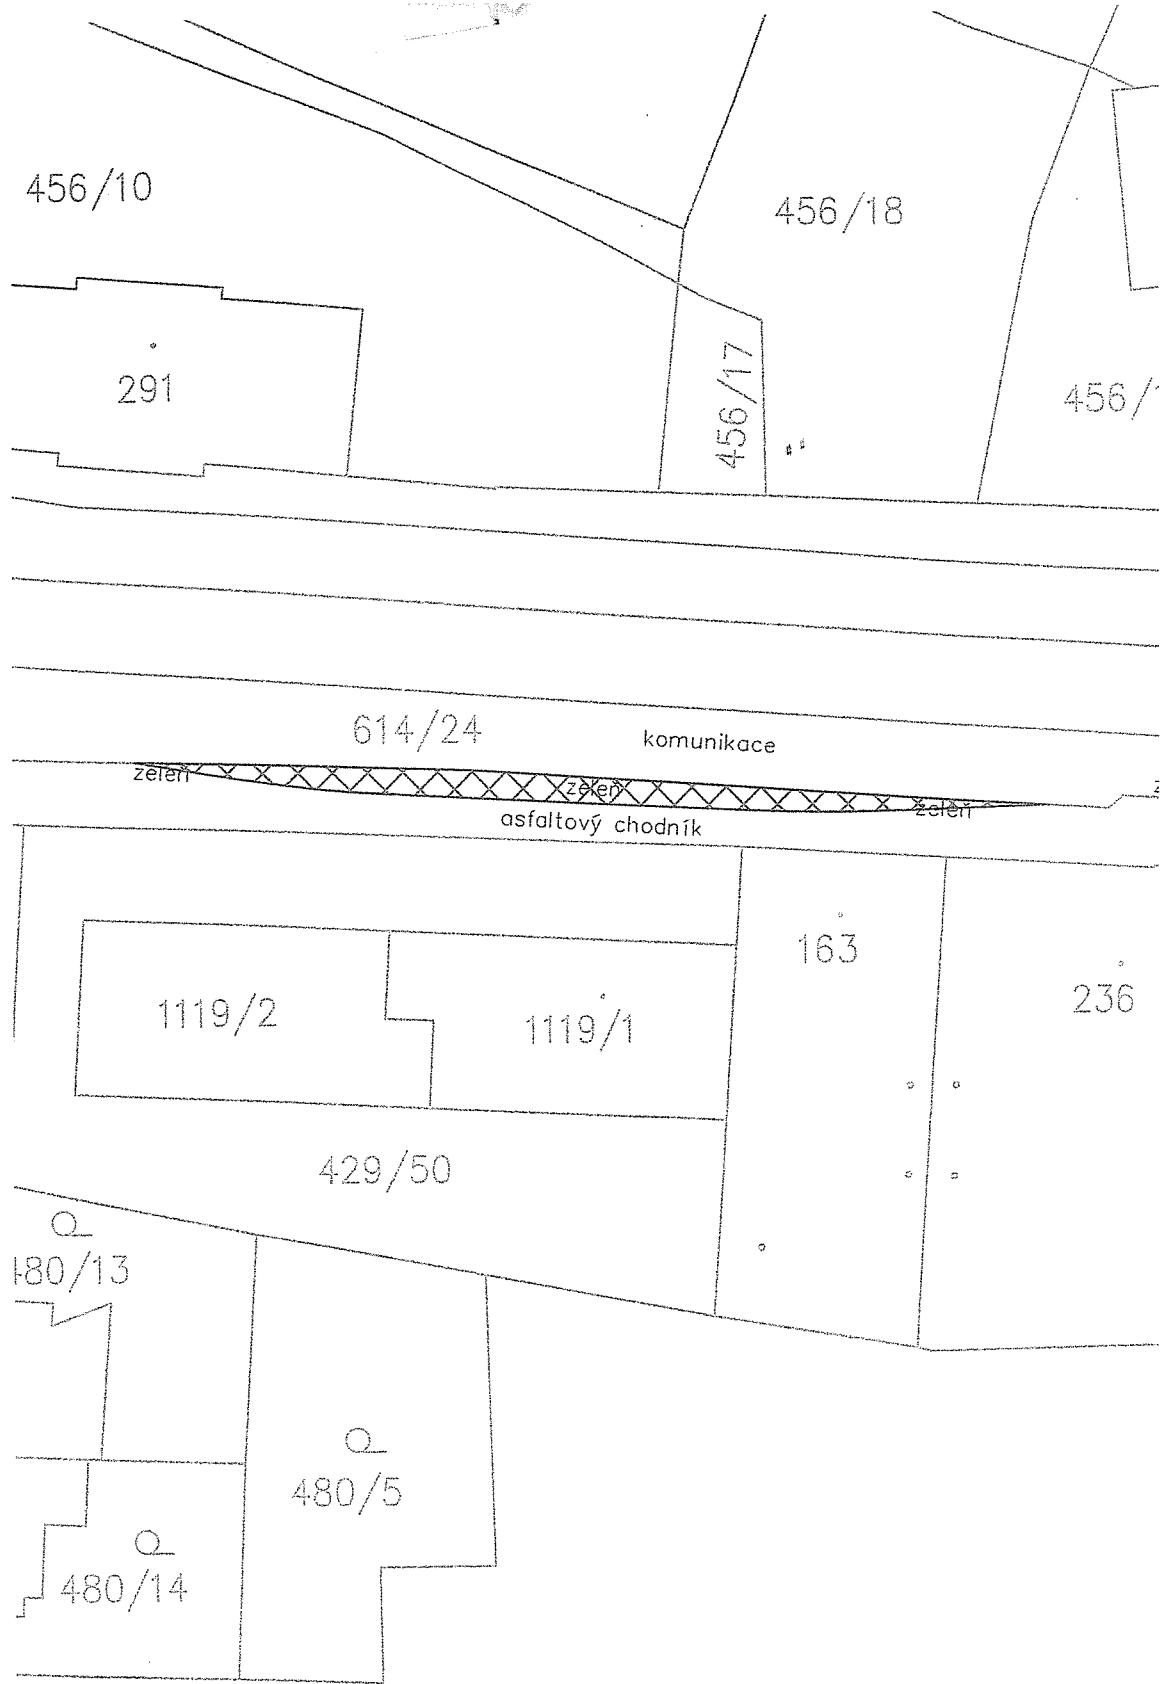 456/10
456/18
291
456/17
614/24
komunikace
zeleň
zeleň
zeleň
asfaltový chodník
163
236
1119/2
1119/1
429/50
480/13
480/5
480/14